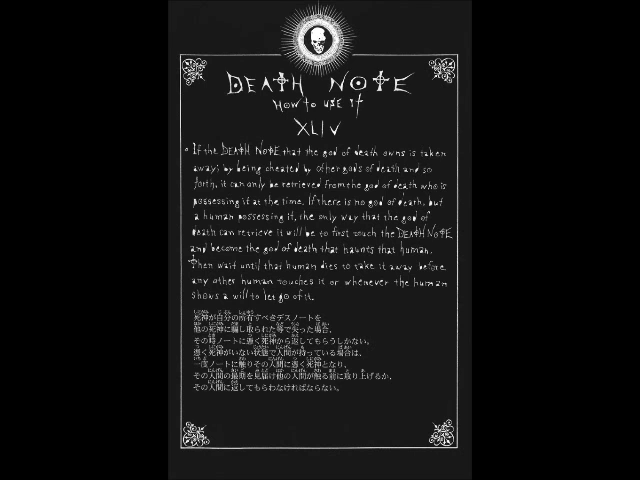 DEATH NOTE
HOW to USE It
XLIV
。If the DEATH NOTE that the god of death owns is taken
away; by being cheated by other gods of death and so
forth, it can only be retrieved from the god of death who is
possessing it at the time. If there is no god of death, but
a human possessing it, the only way that the god of
death can retrieve it will be to first touch the DEATH NOTE
and become the god of death that haunts that human.
Then wait until that human dies to take it away before
any other human touches it or whenever the human
shows a will to let go of it.
死神が自分の所有すべきデスノートを
他の死神に騙し取られた等で失った場合、
その時ノートに憑く死神から返してもらうしかない。
憑く死神がいない状態で人間が持っている場合は、
一度ノートに触りその人間に憑く死神となり、
その人間の最期を見届け他の人間が触る前に取り上げるか、
その人間に返してもらわなければならない。